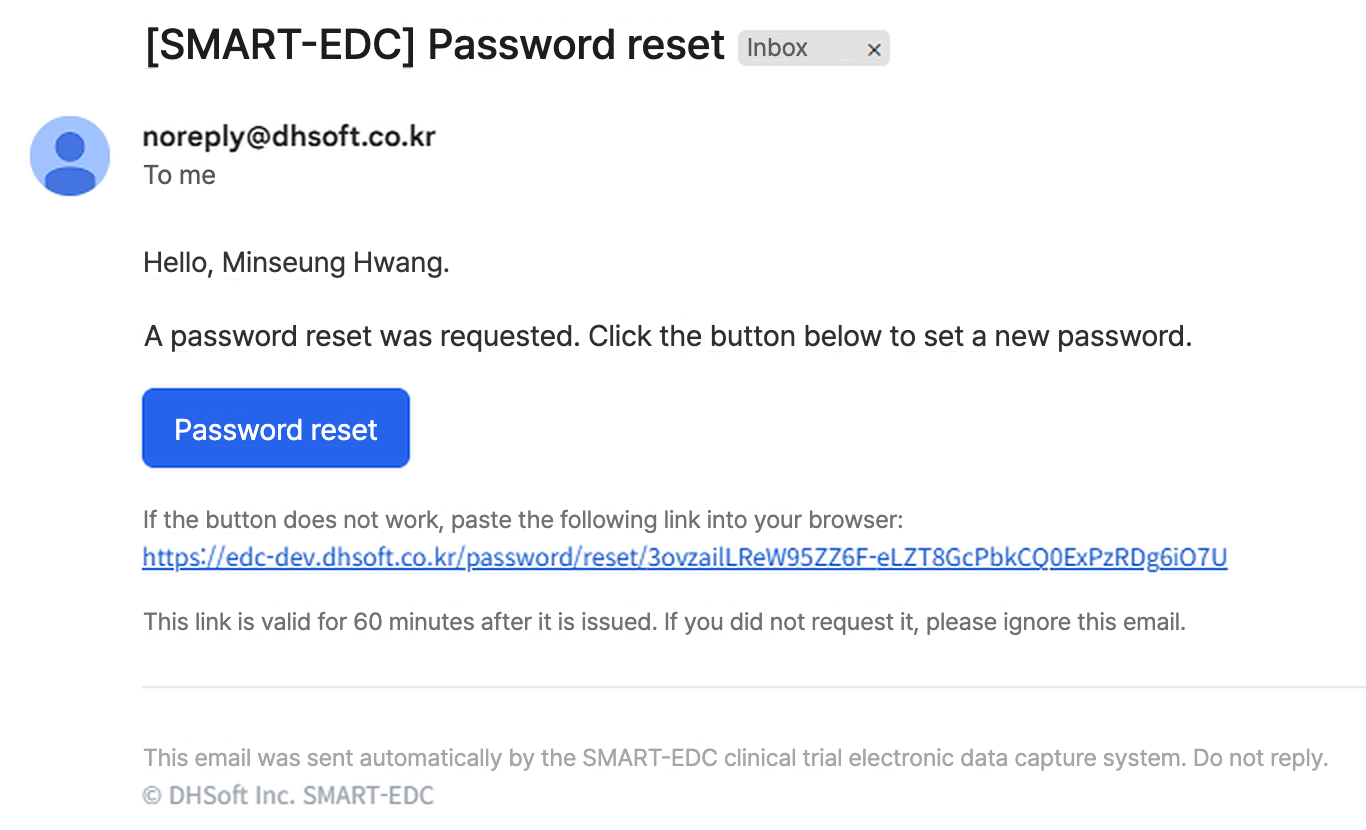 [SMART-EDC] Password reset Inbox ×
noreply@dhsoft.co.kr
To me
Hello, Minseung Hwang.
A password reset was requested. Click the button below to set a new password.
Password reset
If the button does not work, paste the following link into your browser:
https://edc-dev.dhsoft.co.kr/password/reset/3ovzailLReW95ZZ6F-eLZT8GcPbkCQ0ExPzRDg6iO7U
This link is valid for 60 minutes after it is issued. If you did not request it, please ignore this email.
This email was sent automatically by the SMART-EDC clinical trial electronic data capture system. Do not reply.
© DHSoft Inc. SMART-EDC